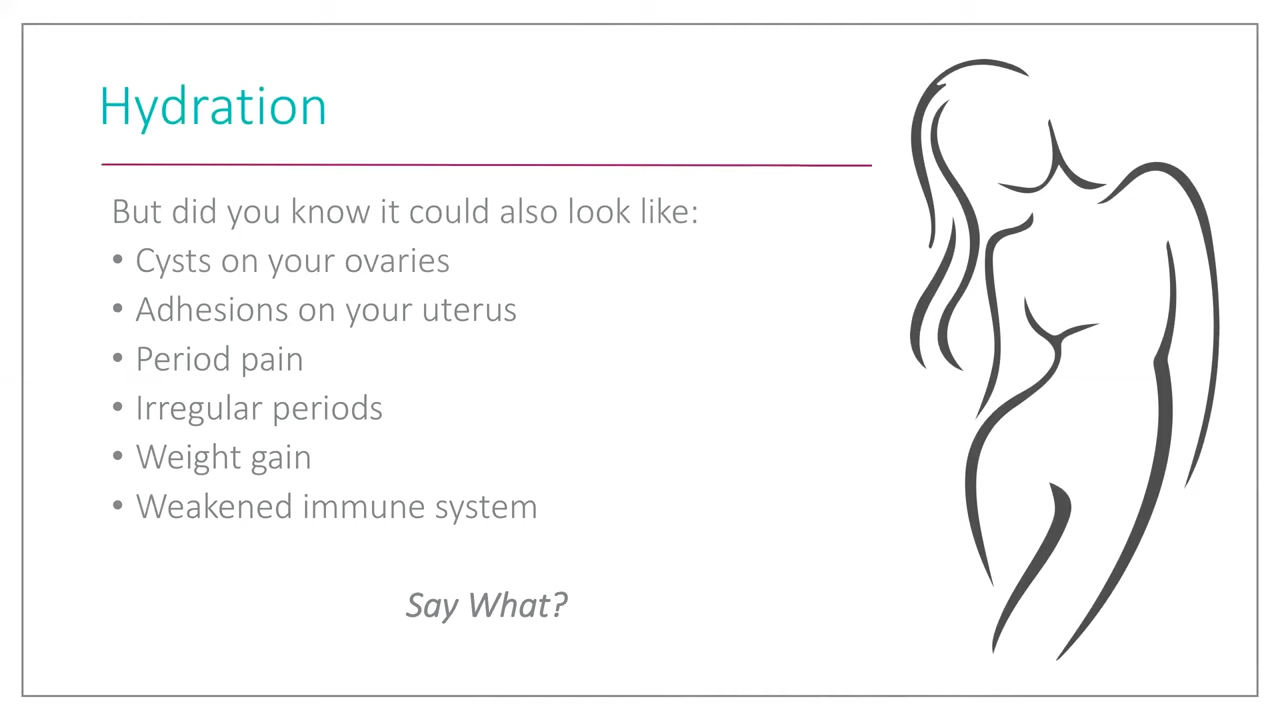 Hydration
But did you know it could also look like:
• Cysts on your ovaries
• Adhesions on your uterus
• Period pain
• Irregular periods
• Weight gain
• Weakened immune system
Say What?